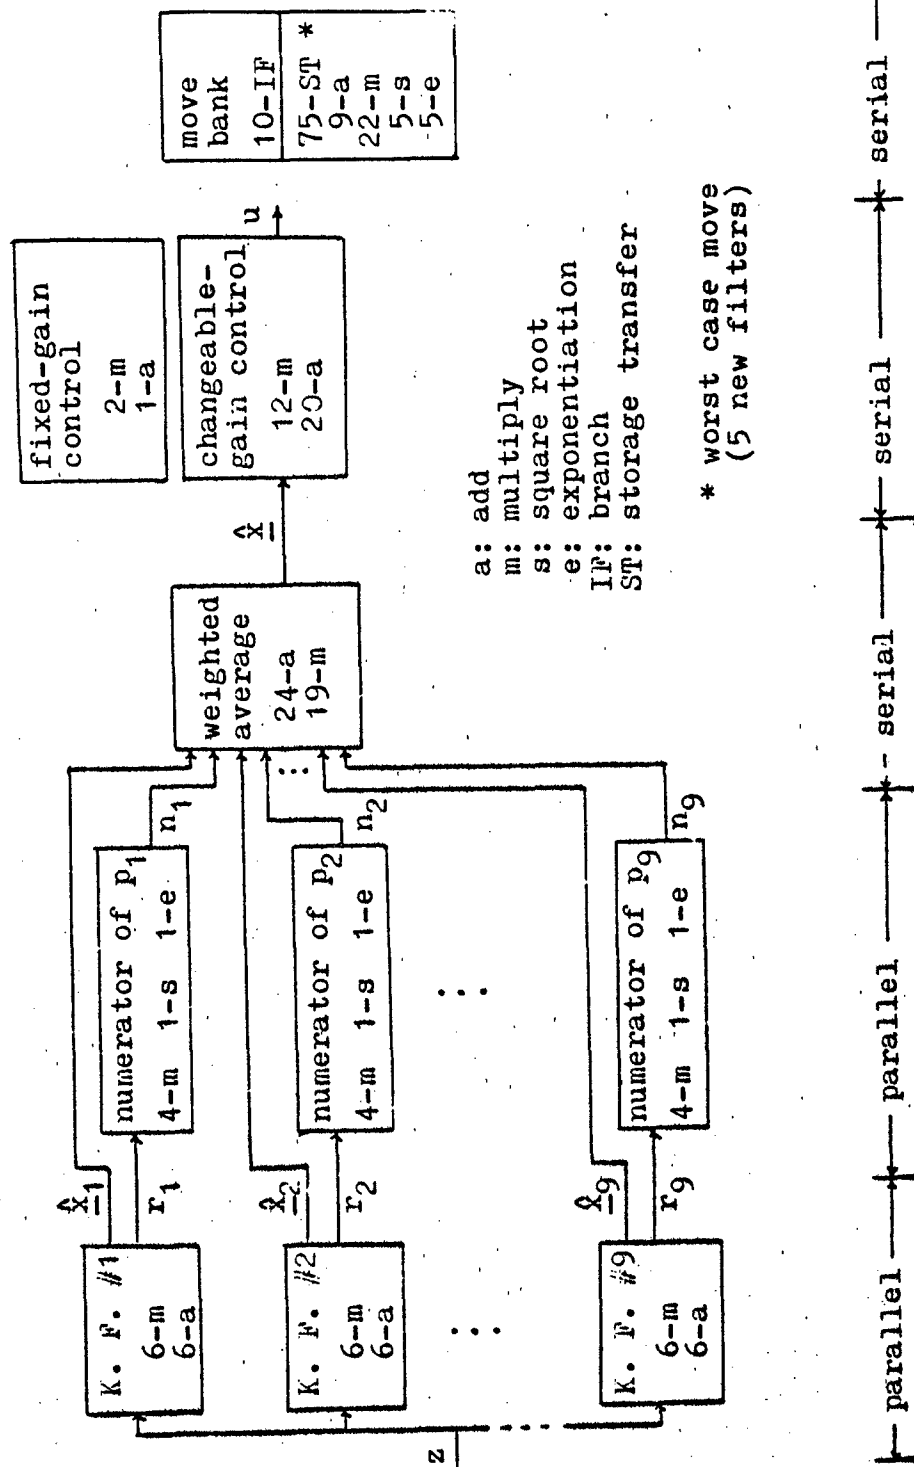 z
K. F. #1
6-m
6-a
K. F. #2
6-m
6-a
K. F. #9
6-m
6-a
x̂1
r1
x̂2
r2
x̂9
r9
numerator of p1
4-m 1-s 1-e
numerator of p2
4-m 1-s 1-e
numerator of p9
4-m 1-s 1-e
n1
n2
n9
weighted
average
24-a
19-m
x̂
fixed-gain
control
2-m
1-a
changeable-
gain control
12-m
20-a
u
move
bank
10-IF
75-ST *
9-a
22-m
5-s
5-e
a: add
m: multiply
s: square root
e: exponentiation
IF: branch
ST: storage transfer
* worst case move
(5 new filters)
parallel
parallel
serial
serial
serial